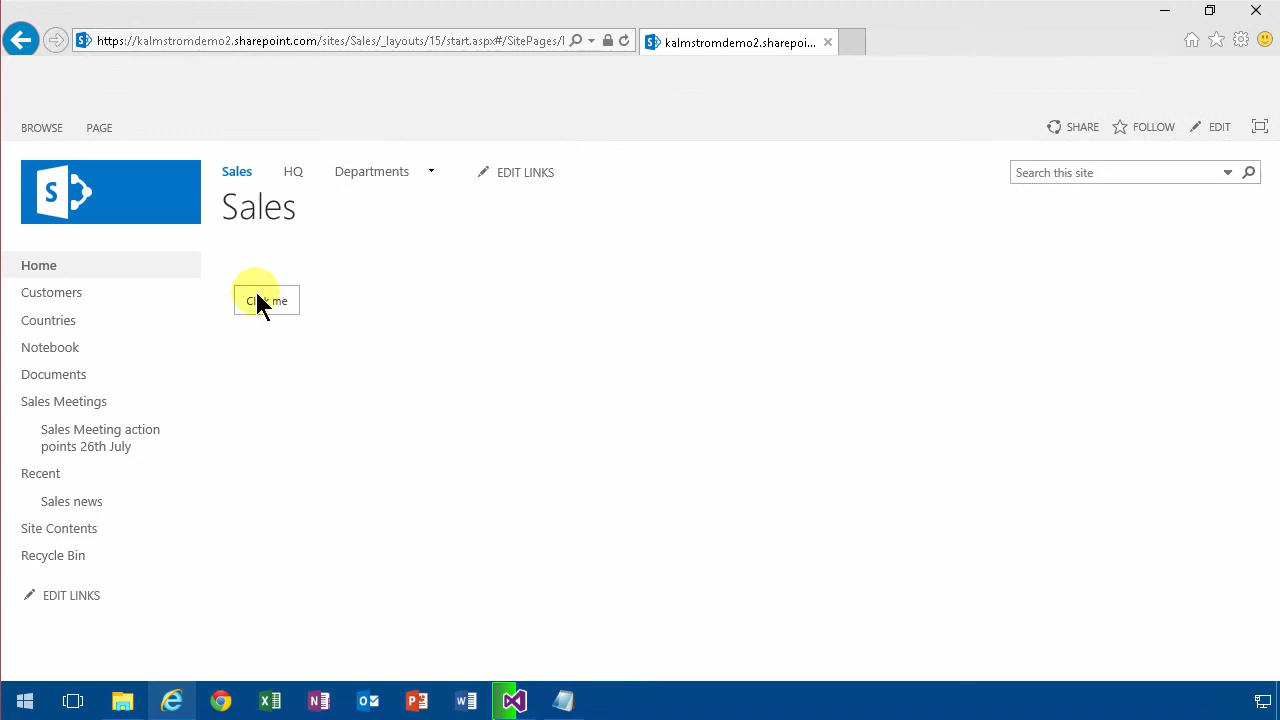 https://kalmstromdemo2.sharepoint.com/sites/Sales/_layouts/15/start.aspx#/SitePages/
kalmstromdemo2.sharepoi...
BROWSE PAGE
SHARE FOLLOW EDIT
S
Sales HQ Departments EDIT LINKS
Search this site
Sales
Home
Customers
Click me
Countries
Notebook
Documents
Sales Meetings
Sales Meeting action
points 26th July
Recent
Sales news
Site Contents
Recycle Bin
EDIT LINKS